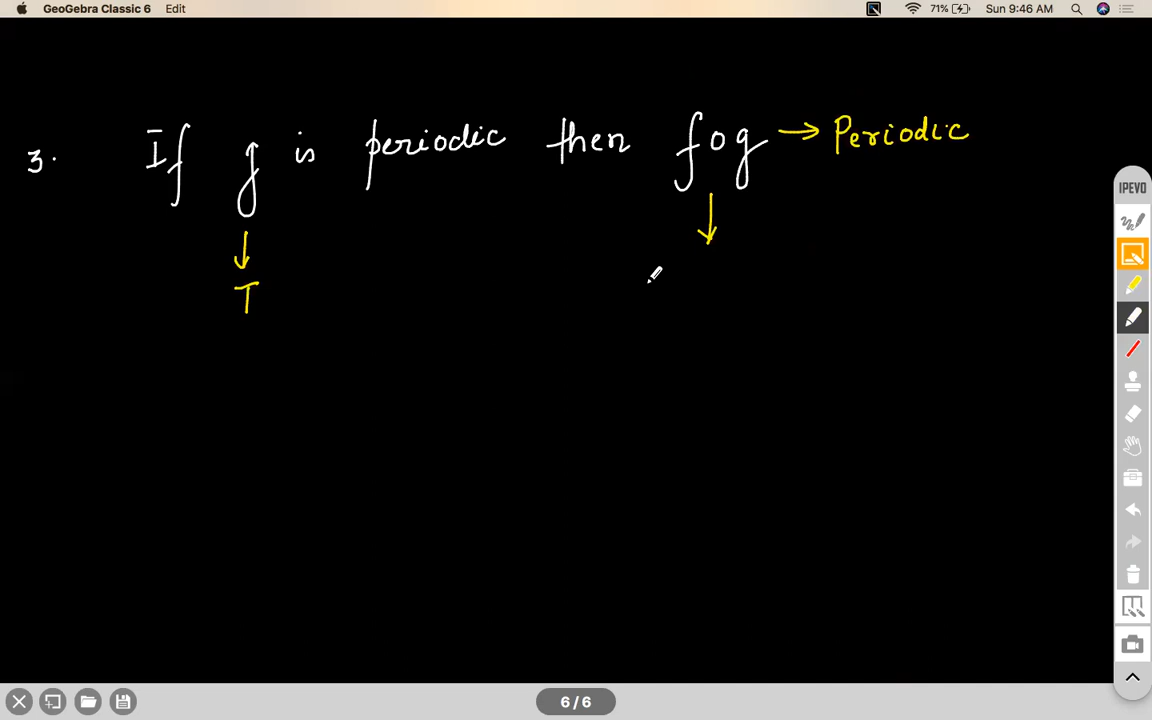 GeoGebra Classic 6 Edit 71% Sun 9:46 AM
3. If g is periodic then fog → Periodic
↓ ↓
T
IPEVO
6 / 6